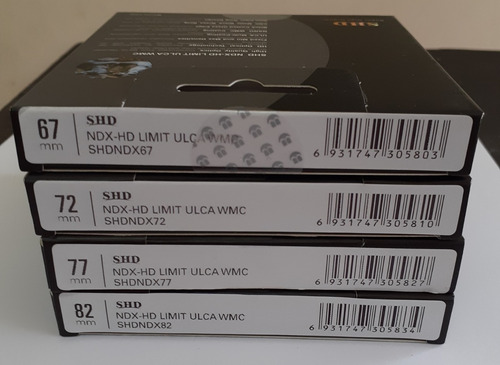 SHD
SHD NDX-HD LIMIT ULCA WMC
67
mm
SHD
NDX-HD LIMIT ULCA WMC
SHDNDX67
6 931747 305803
72
mm
SHD
NDX-HD LIMIT ULCA WMC
SHDNDX72
6 931747 305810
77
mm
SHD
NDX-HD LIMIT ULCA WMC
SHDNDX77
6 931747 305827
82
mm
SHD
NDX-HD LIMIT ULCA WMC
SHDNDX82
6 931747 305834